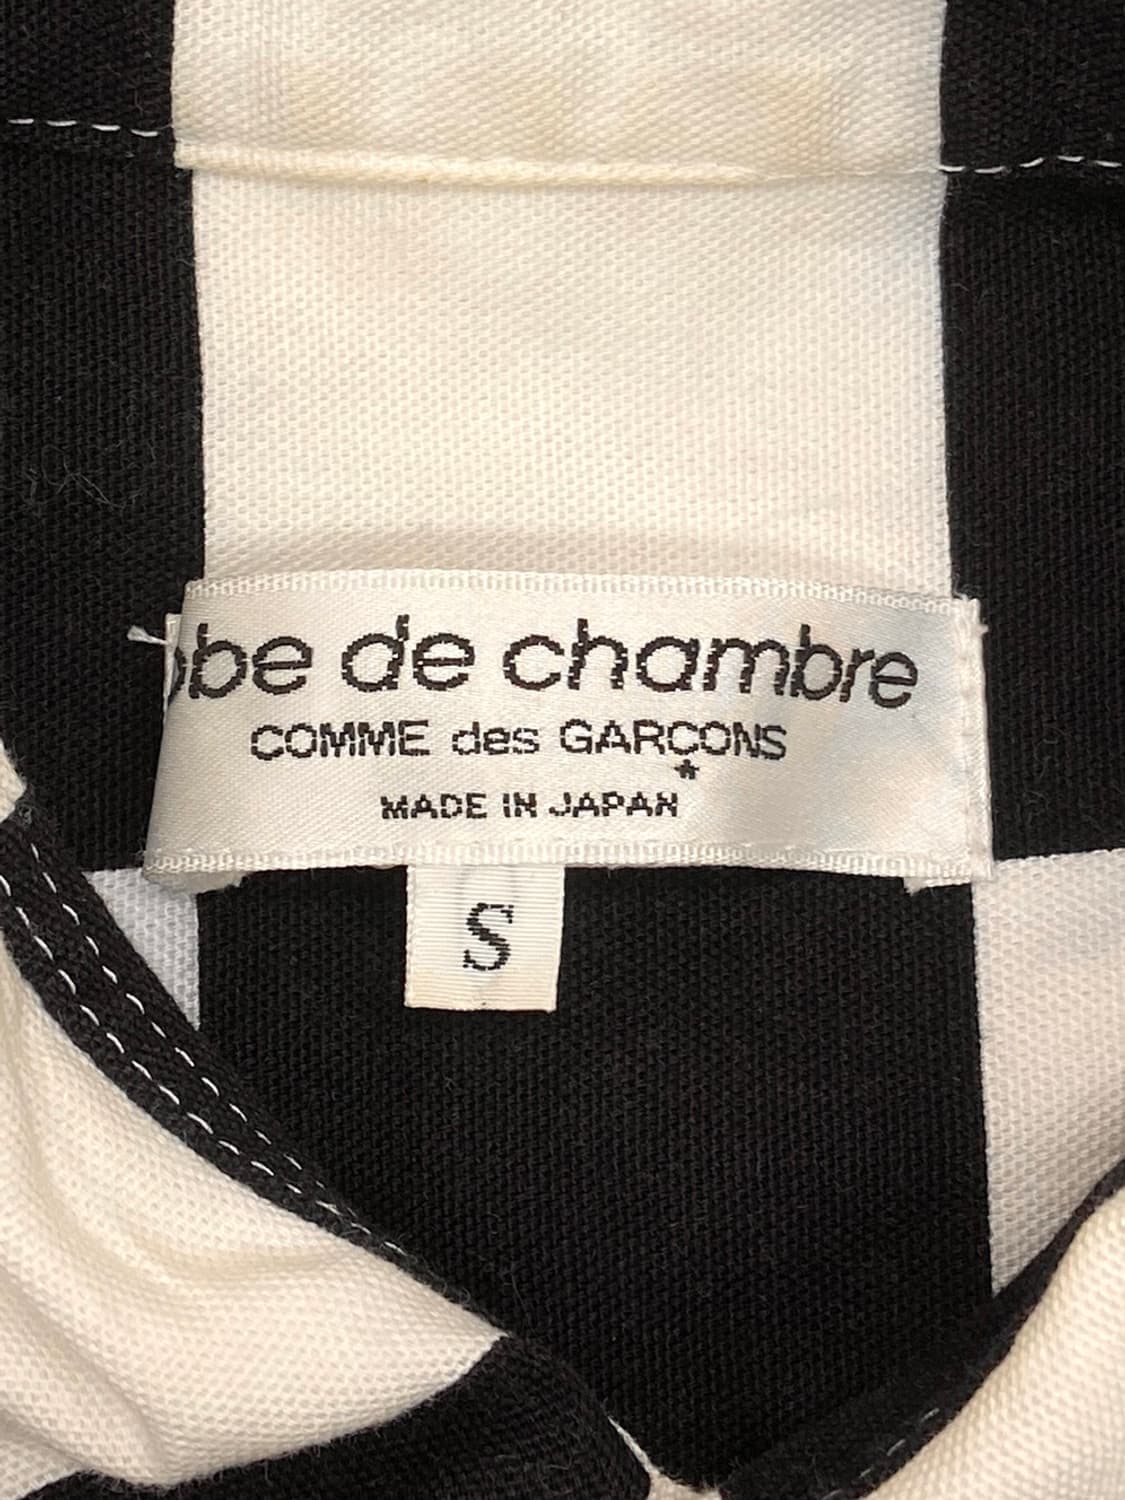 obe de chambre
COMME des GARÇONS
*
MADE IN JAPAN
S